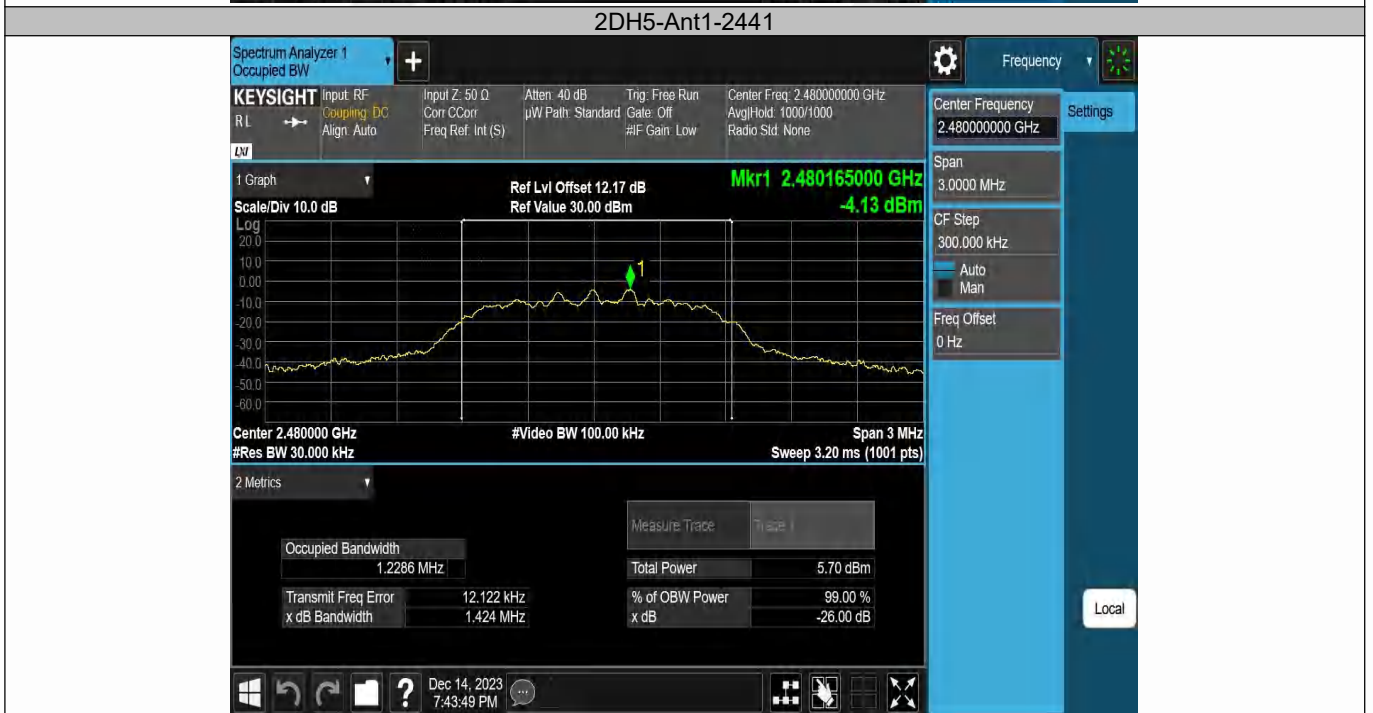 2DH5-Ant1-2441
Spectrum Analyzer 1
Occupied BW
+
Frequency
KEYSIGHT
R L
LXI
Input: RF
Coupling: DC
Align: Auto
Input Z: 50 Ω
Corr CCorr
Freq Ref: Int (S)
Atten: 40 dB
µW Path: Standard
Trig: Free Run
Gate: Off
#IF Gain: Low
Center Freq: 2.480000000 GHz
Avg|Hold: 1000/1000
Radio Std: None
Center Frequency
2.480000000 GHz
Settings
Span
3.0000 MHz
CF Step
300.000 kHz
Auto
Man
Freq Offset
0 Hz
Local
1 Graph
Scale/Div 10.0 dB
Ref Lvl Offset 12.17 dB
Ref Value 30.00 dBm
Mkr1 2.480165000 GHz
-4.13 dBm
Log
20.0
10.0
0.00
-10.0
-20.0
-30.0
-40.0
-50.0
-60.0
1
Center 2.480000 GHz
#Video BW 100.00 kHz
Span 3 MHz
#Res BW 30.000 kHz
Sweep 3.20 ms (1001 pts)
2 Metrics
Measure Trace
Trace 1
Occupied Bandwidth
1.2286 MHz
Total Power
5.70 dBm
Transmit Freq Error
12.122 kHz
% of OBW Power
99.00 %
x dB Bandwidth
1.424 MHz
x dB
-26.00 dB
?
Dec 14, 2023
7:43:49 PM